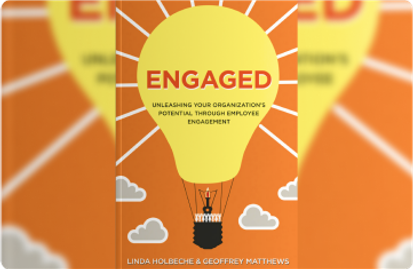 ENGAGED
UNLEASHING YOUR ORGANIZATION'S
POTENTIAL THROUGH EMPLOYEE
ENGAGEMENT
LINDA HOLBECHE & GEOFFREY MATTHEWS